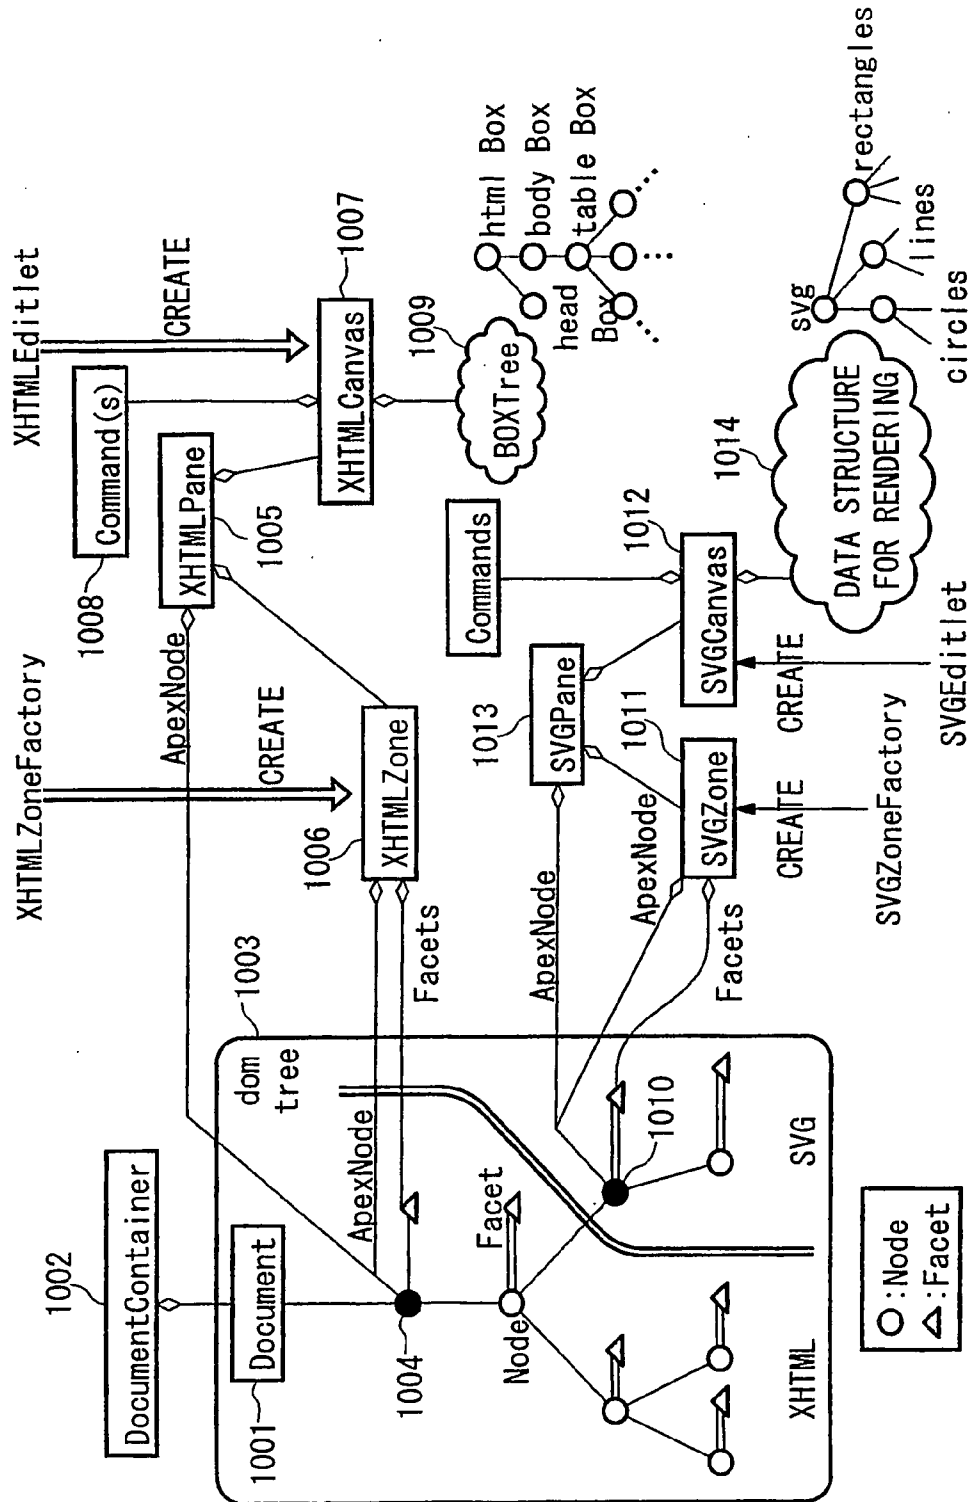 XHTMLEditlet
CREATE
XHTMLZoneFactory
CREATE
1002
DocumentContainer
1001
Document
1003
dom
tree
ApexNode
1008
Command(s)
XHTMLPane
1005
1007
XHTMLCanvas
1009
BOXTree
html Box
body Box
table Box
head
Box
1006
XHTMLZone
ApexNode
Facets
1004
Node
Facet
1010
XHTML
SVG
ApexNode
ApexNode
Facets
1013
SVGPane
Commands
1011
SVGZone
1012
SVGCanvas
CREATE
CREATE
SVGZoneFactory
SVGEditlet
1014
DATA STRUCTURE
FOR RENDERING
svg
rectangles
lines
circles
:Node
:Facet